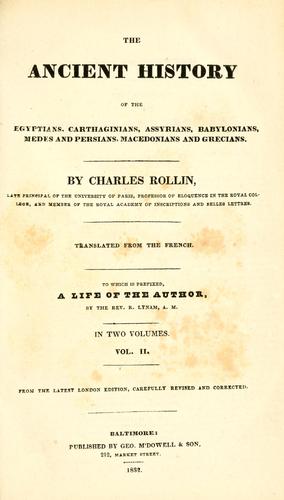 THE
ANCIENT HISTORY
OF THE
EGYPTIANS. CARTHAGINIANS, ASSYRIANS, BABYLONIANS,
MEDES AND PERSIANS. MACEDONIANS AND GRECIANS.
BY CHARLES ROLLIN,
LATE PRINCIPAL OF THE UNIVERSITY OF PARIS, PROFESSOR OF ELOQUENCE IN THE ROYAL COL-
LEGE, AND MEMBER OF THE ROYAL ACADEMY OF INSCRIPTIONS AND BELLES LETTRES.
TRANSLATED FROM THE FRENCH.
TO WHICH IS PREFIXED,
A LIFE OF THE AUTHOR,
BY THE REV. R. LYNAM, A. M.
IN TWO VOLUMES.
VOL. II.
FROM THE LATEST LONDON EDITION, CAREFULLY REVISED AND CORRECTED.
BALTIMORE:
PUBLISHED BY GEO. M'DOWELL & SON,
212, MARKET STREET.
1832.